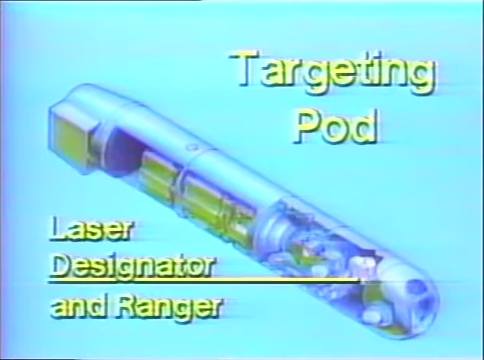 Targeting
Pod
Laser
Designator
and Ranger